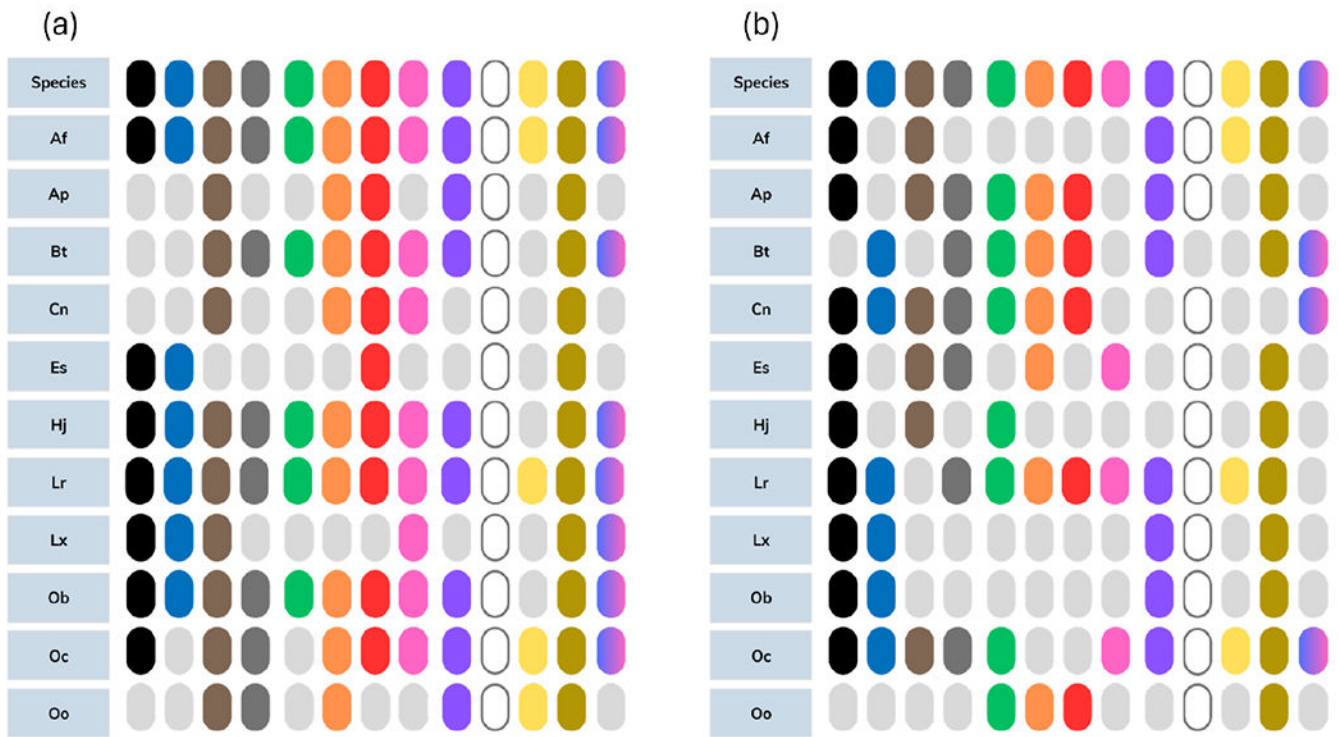 (a)
Species
Af
Ap
Bt
Cn
Es
Hj
Lr
Lx
Ob
Oc
Oo
(b)
Species
Af
Ap
Bt
Cn
Es
Hj
Lr
Lx
Ob
Oc
Oo